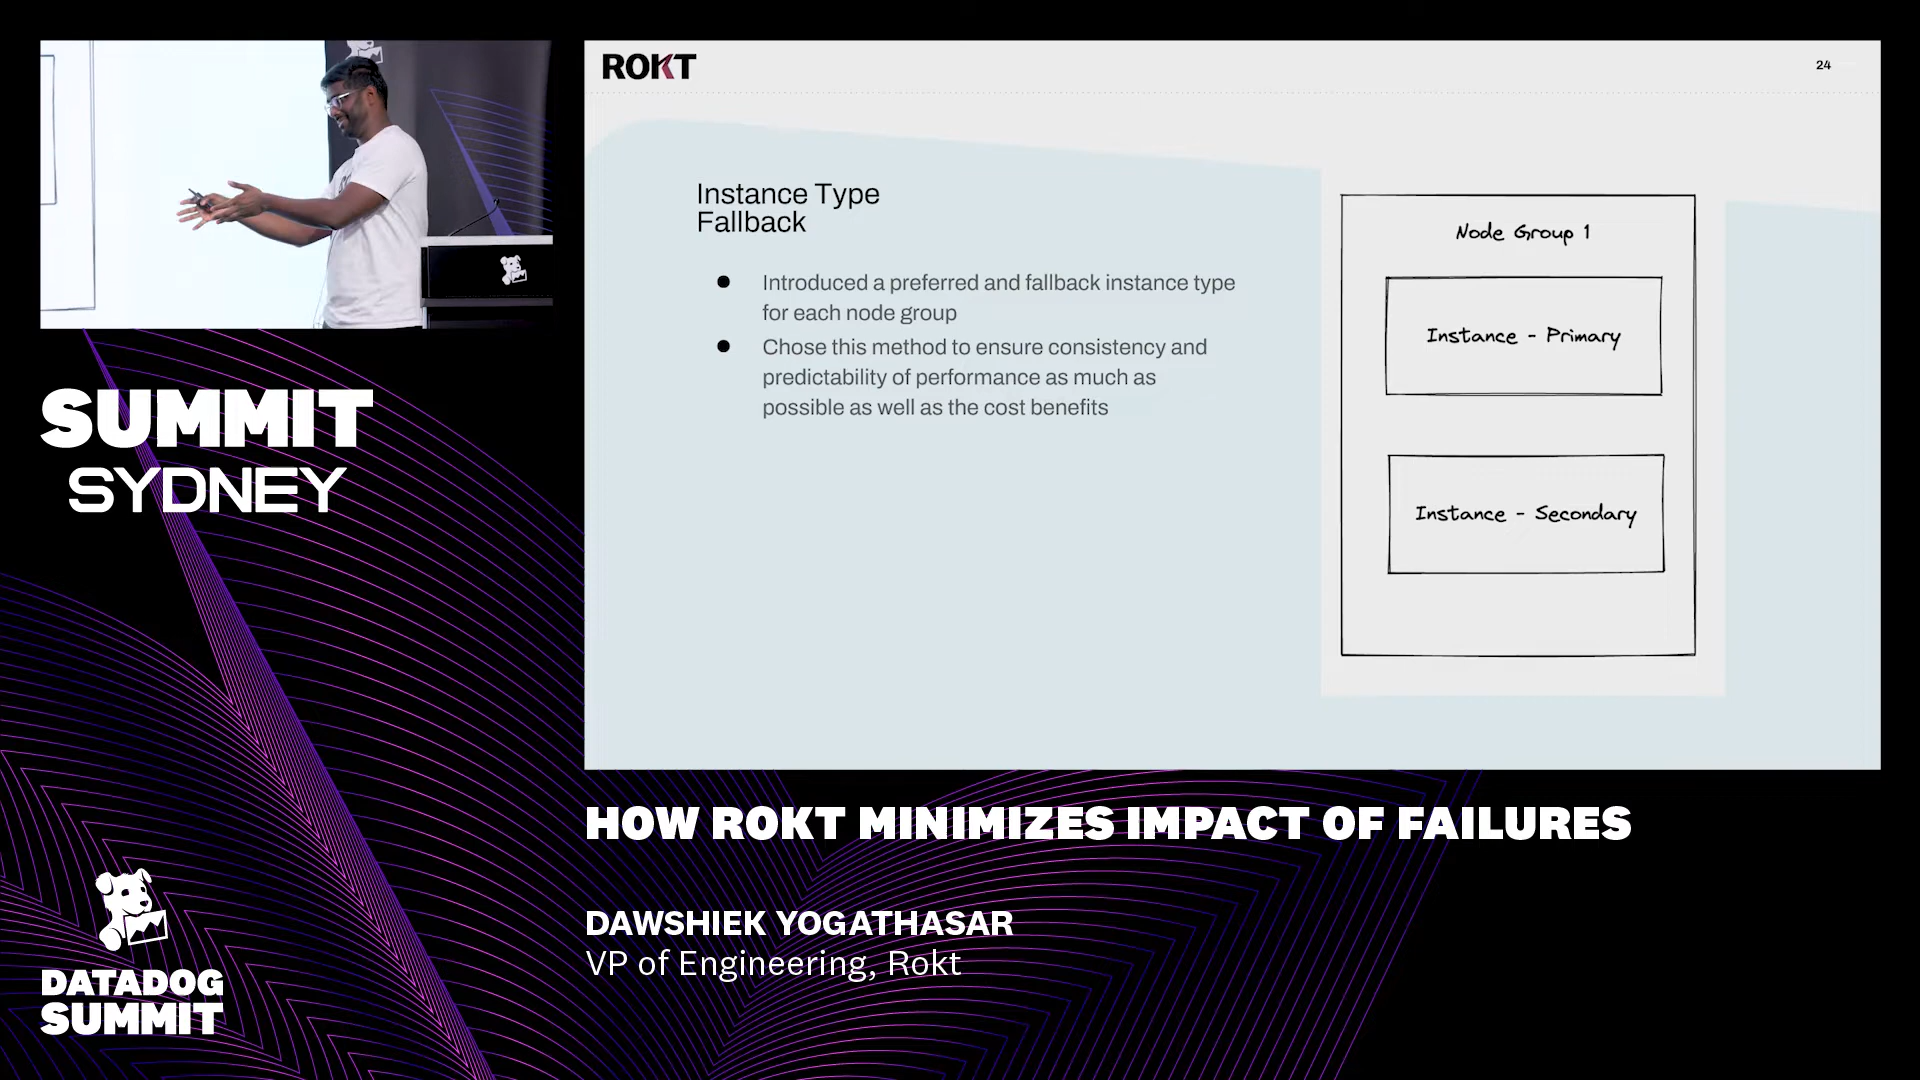 ROKT
24
Instance Type
Fallback
● Introduced a preferred and fallback instance type
for each node group
● Chose this method to ensure consistency and
predictability of performance as much as
possible as well as the cost benefits
Node Group 1
Instance - Primary
Instance - Secondary
SUMMIT
SYDNEY
HOW ROKT MINIMIZES IMPACT OF FAILURES
DAWSHIEK YOGATHASAR
VP of Engineering, Rokt
DATADOG
SUMMIT